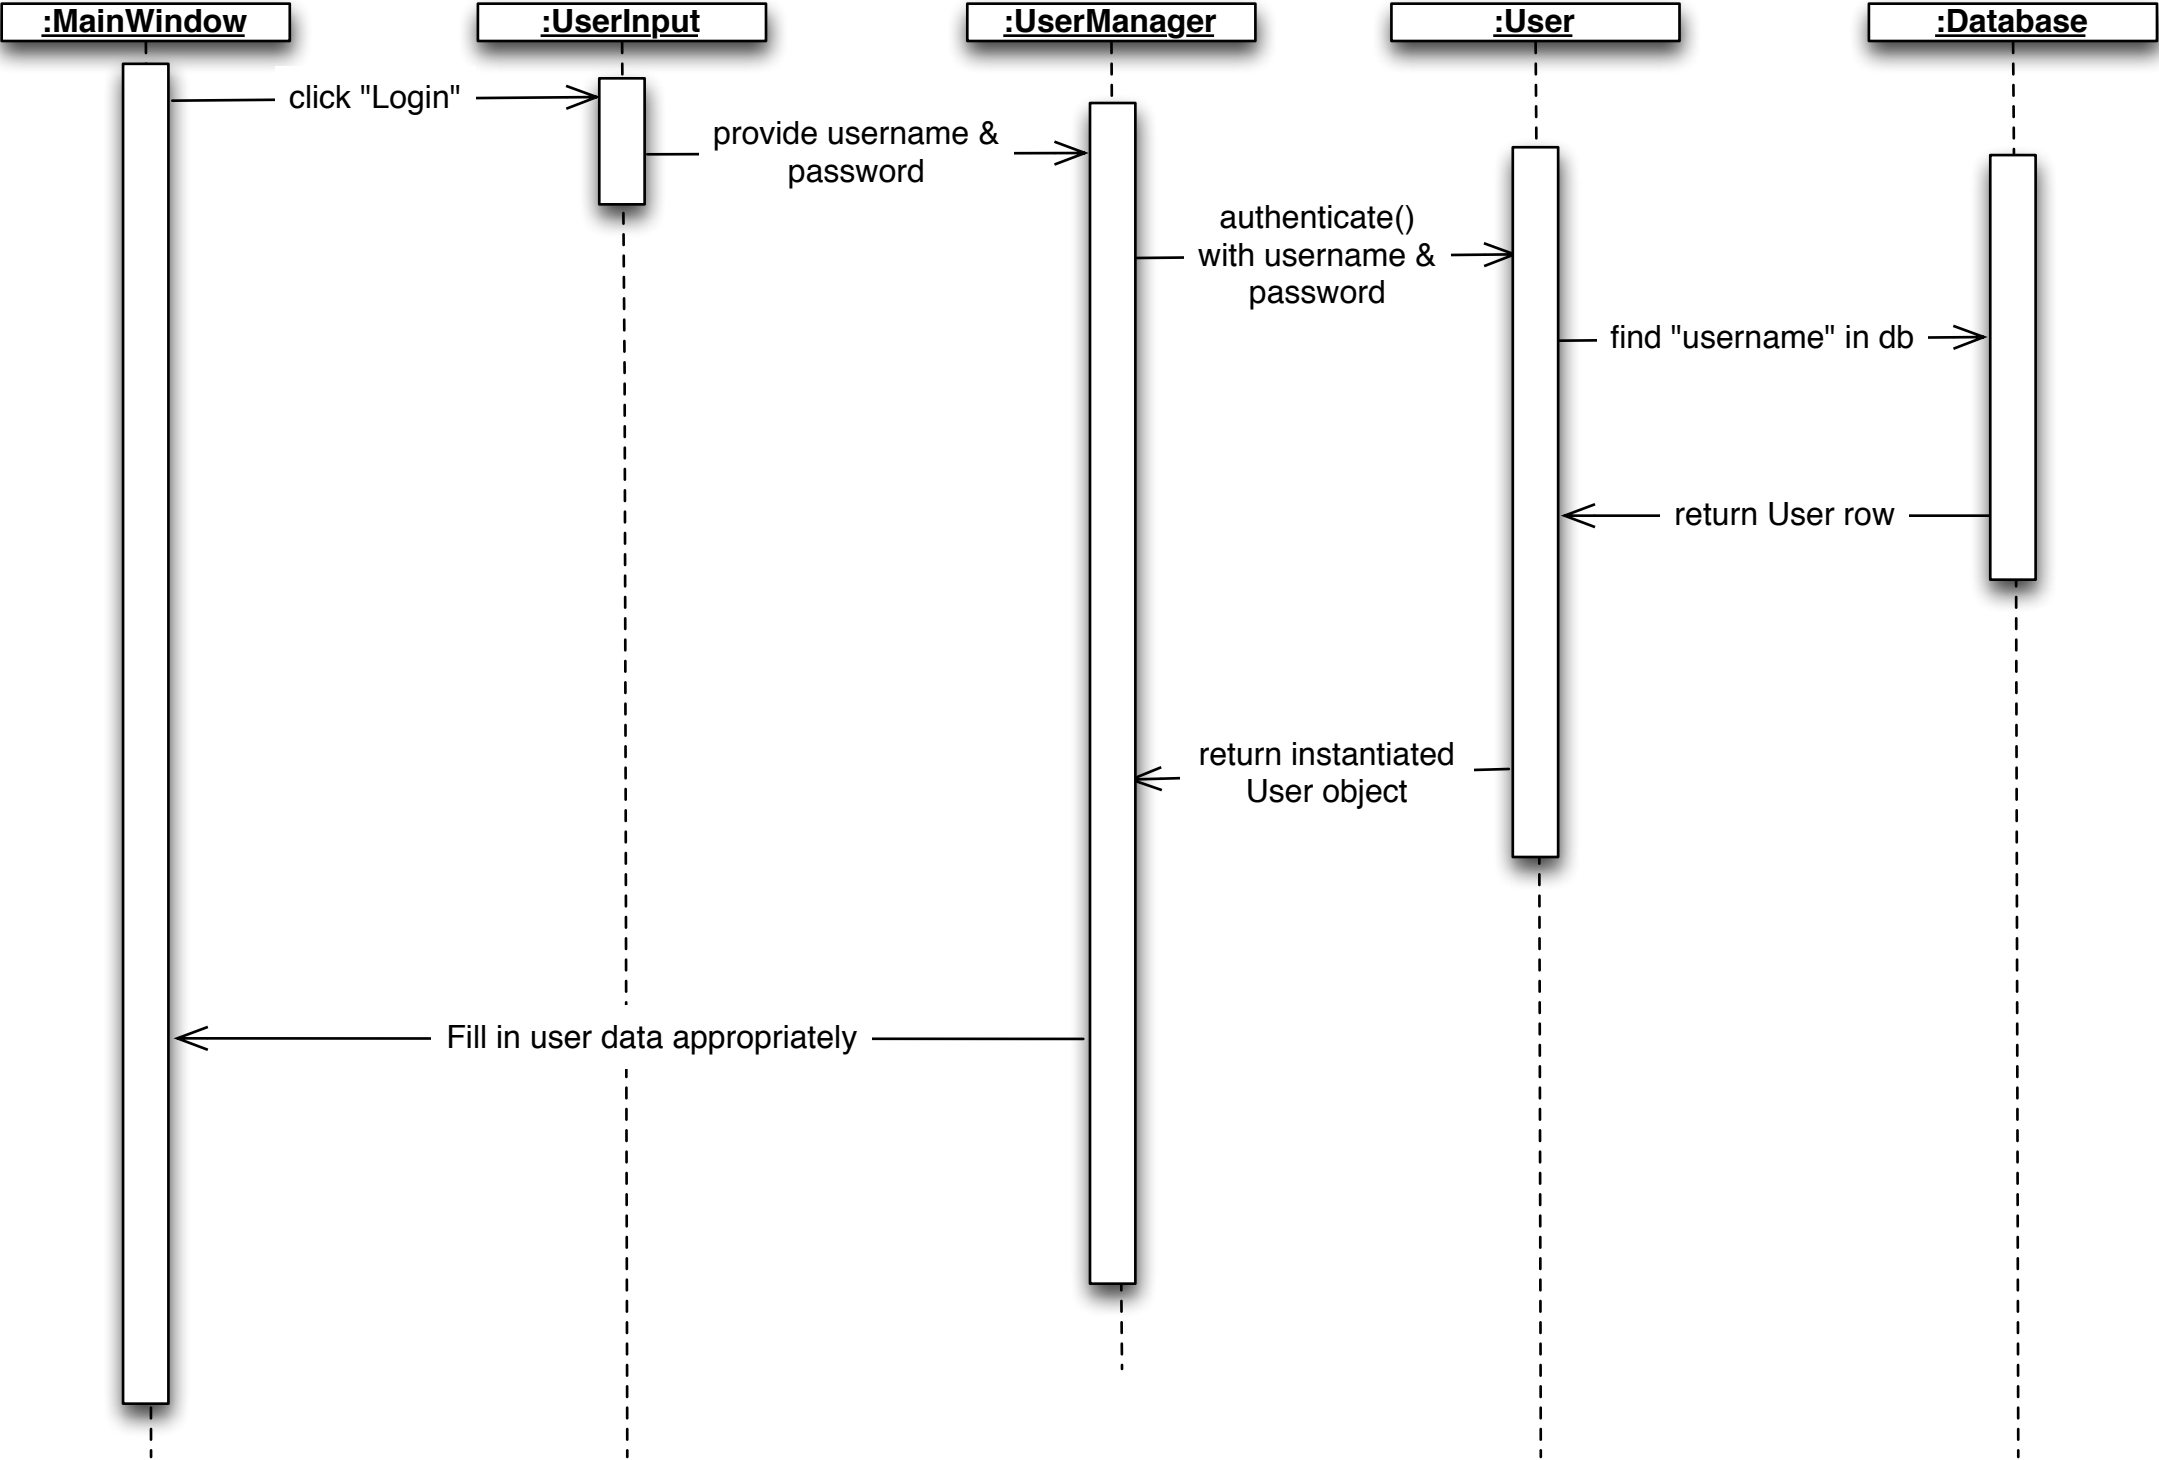 :MainWindow
:UserInput
:UserManager
:User
:Database
click "Login"
provide username &
password
authenticate()
with username &
password
find "username" in db
return User row
return instantiated
User object
Fill in user data appropriately